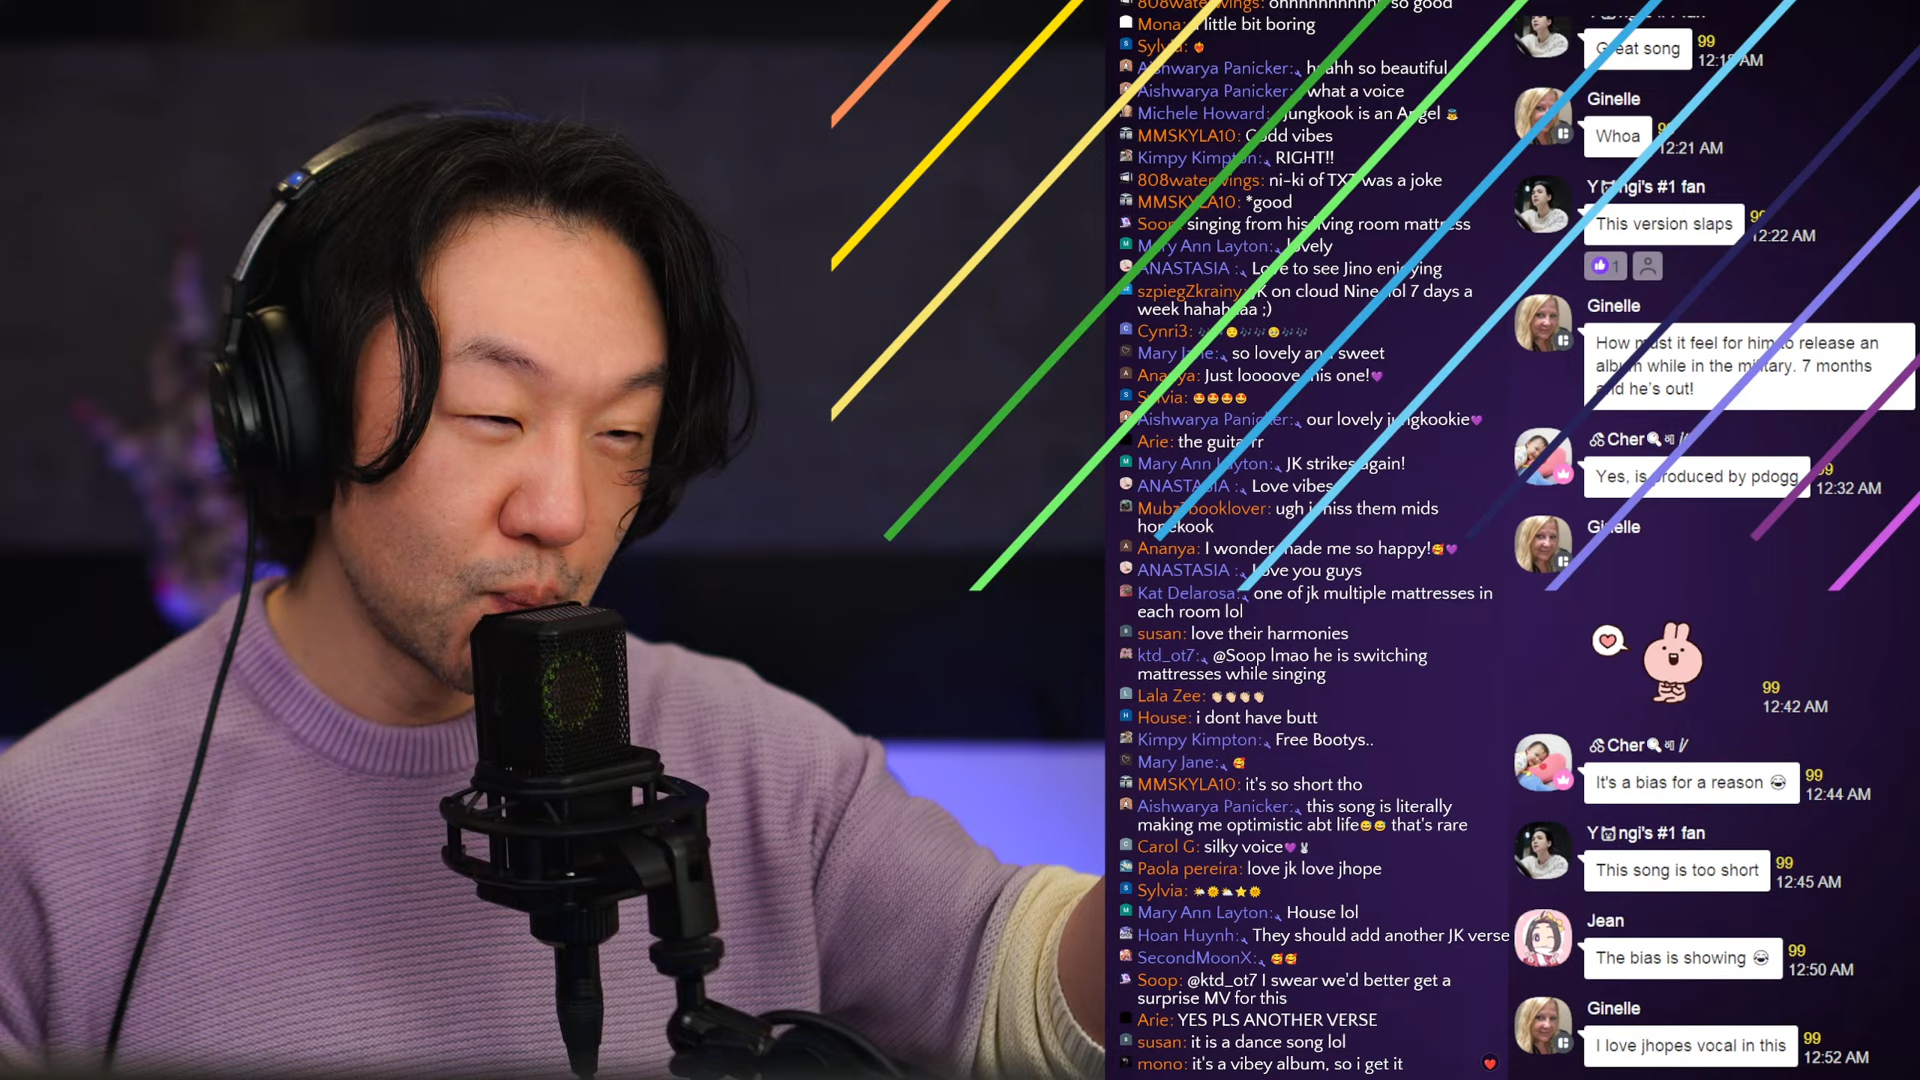 808waterwings: ohhhhhhhhhh so good
Mona: little bit boring
Sylvia: ❤️‍🔥
Aishwarya Panicker: haahh so beautiful
Aishwarya Panicker: what a voice
Michele Howard: Jungkook is an Angel 👼
MMSKYLA10: Godd vibes
Kimpy Kimpton: RIGHT!!
808waterwings: ni-ki of TXT was a joke
MMSKYLA10: *good
Soop: singing from his living room mattress
Mary Ann Layton: lovely
ANASTASIA : Love to see Jino enjoying
szpiegZkrainy: JK on cloud Nine lol 7 days a
week hahahaaa ;)
Cynri3: 🎶🎶😌🎶🎶😌🎶🎶
Mary Jane: so lovely and sweet
Ananya: Just loooove this one!💜
Sylvia: 🤩🤩🤩🤩
Aishwarya Panicker: our lovely jungkookie💜
Arie: the guitarrr
Mary Ann Layton: JK strikes again!
ANASTASIA : Love vibes
booklover: ugh i miss them mids
hopekook
Ananya: I wonder made me so happy!🥰💜
ANASTASIA : Love you guys
Kat Delarosa: one of jk multiple mattresses in
each room lol
susan: love their harmonies
ktd_ot7: @Soop lmao he is switching
mattresses while singing
Lala Zee: 👏🏻👏🏻👏🏻👏🏻
House: i dont have butt
Kimpy Kimpton: Free Bootys..
Mary Jane: 🥰
MMSKYLA10: it's so short tho
Aishwarya Panicker: this song is literally
making me optimistic abt life😅😅 that's rare
Carol G: silky voice💜🐰
Paola pereira: love jk love jhope
Sylvia: 🌤️🌞🌥️⭐🌞
Mary Ann Layton: House lol
Hoan Huynh: They should add another JK verse
SecondMoonX: 🥰🥰
Soop: @ktd_ot7 I swear we'd better get a
surprise MV for this
Arie: YES PLS ANOTHER VERSE
susan: it is a dance song lol
mono: it's a vibey album, so i get it
Great song
99
AM
Ginelle
Whoa
12:21 AM
Y🐱ngi's #1 fan
This version slaps
12:22 AM
1
Ginelle
How must it feel for him to release an
album while in the military. 7 months
and he's out!
Cher
Yes, is produced by pdogg
99
12:32 AM
Ginelle
99
12:42 AM
Cher
It's a bias for a reason 😂
99
12:44 AM
Y🐱ngi's #1 fan
This song is too short
99
12:45 AM
Jean
The bias is showing 😂
99
12:50 AM
Ginelle
I love jhopes vocal in this
99
12:52 AM